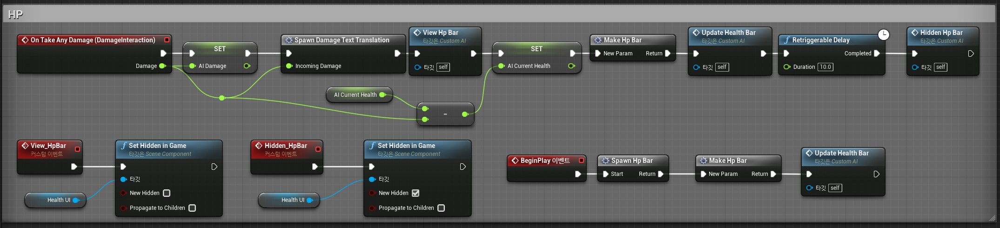 HP
On Take Any Damage (DamageInteraction)
Damage
SET
AI Damage
Spawn Damage Text Translation
Incoming Damage
View Hp Bar
타깃은 Custom AI
타깃 self
SET
AI Current Health
Make Hp Bar
New Param Return
Update Health Bar
타깃은 Custom AI
타깃 self
Retriggerable Delay
Completed
Duration 10.0
Hidden Hp Bar
타깃은 Custom AI
타깃 self
AI Current Health
-
View_HpBar
커스텀 이벤트
Health UI
Set Hidden in Game
타깃은 Scene Component
타깃
New Hidden
Propagate to Children
Hidden_HpBar
커스텀 이벤트
Health UI
Set Hidden in Game
타깃은 Scene Component
타깃
New Hidden
Propagate to Children
BeginPlay 이벤트
Spawn Hp Bar
Start Return
Make Hp Bar
New Param Return
Update Health Bar
타깃은 Custom AI
타깃 self